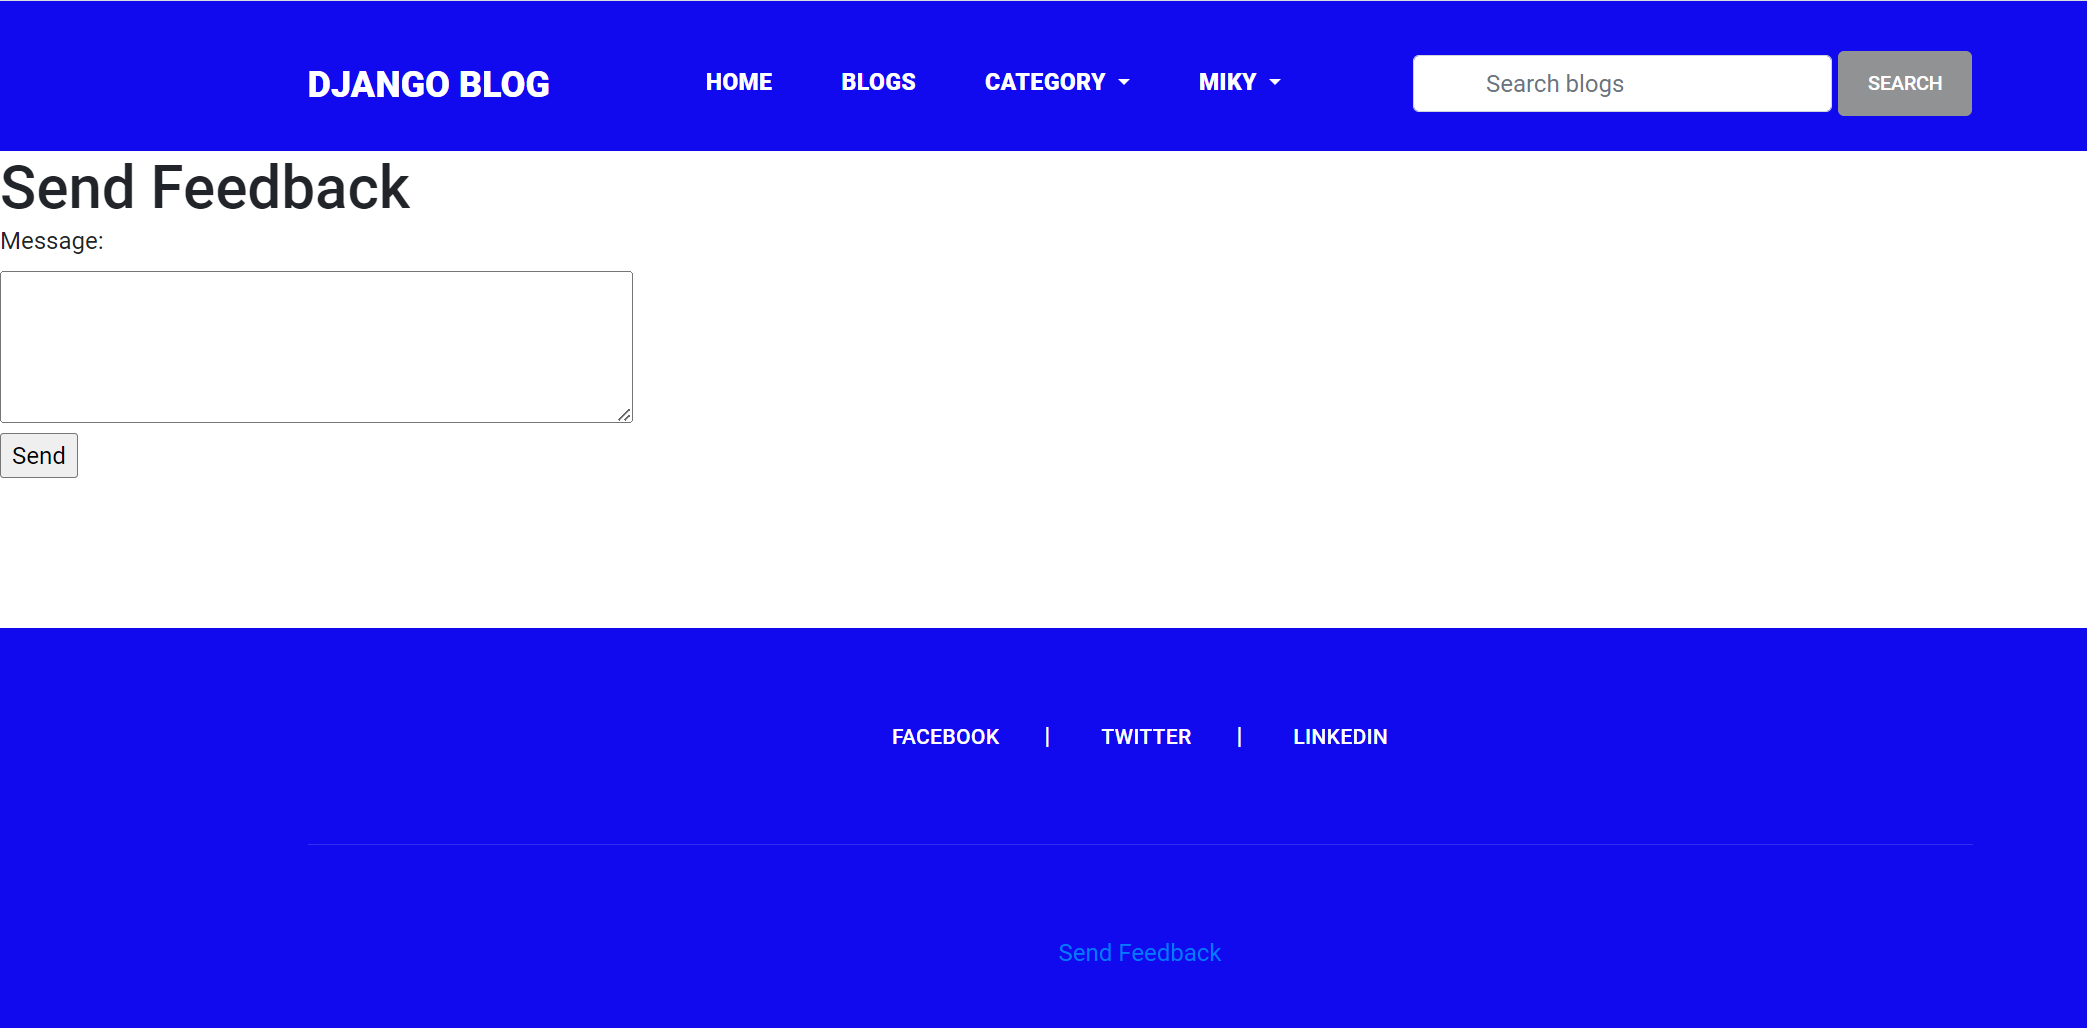 DJANGO BLOG HOME BLOGS CATEGORY MIKY Search blogs SEARCH
Send Feedback
Message:
Send
FACEBOOK | TWITTER | LINKEDIN
Send Feedback